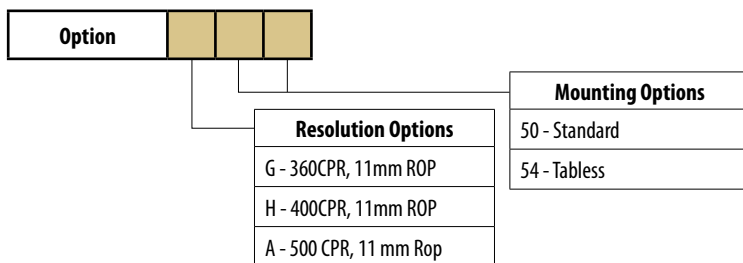 Option
Mounting Options
50 - Standard
54 - Tabless
Resolution Options
G - 360CPR, 11mm ROP
H - 400CPR, 11mm ROP
A - 500 CPR, 11 mm Rop